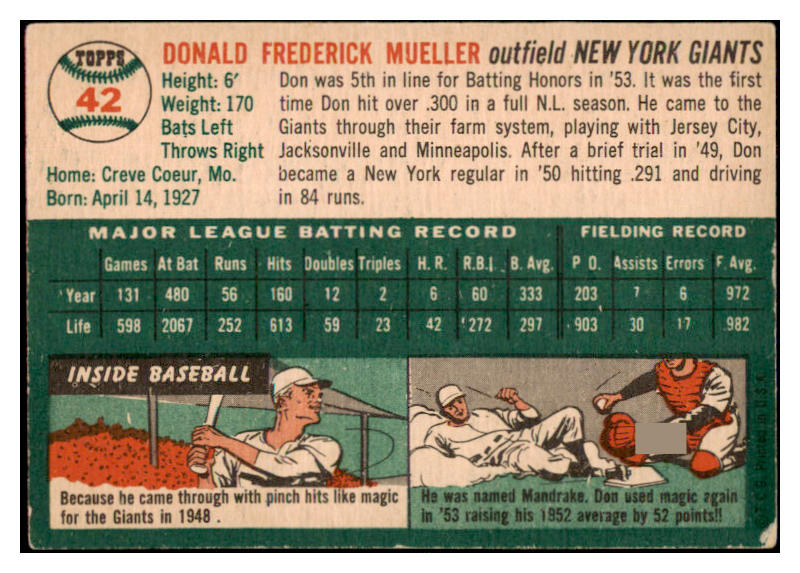 TOPPS
42
DONALD FREDERICK MUELLER outfield NEW YORK GIANTS
Height: 6'
Weight: 170
Bats Left
Throws Right
Home: Creve Coeur, Mo.
Born: April 14, 1927
Don was 5th in line for Batting Honors in '53. It was the first
time Don hit over .300 in a full N.L. season. He came to the
Giants through their farm system, playing with Jersey City,
Jacksonville and Minneapolis. After a brief trial in '49, Don
became a New York regular in '50 hitting .291 and driving
in 84 runs.
MAJOR LEAGUE BATTING RECORD FIELDING RECORD
Games At Bat Runs Hits Doubles Triples H. R. R.B.I. B. Avg. P O. Assists Errors F. Avg.
Year 131 480 56 160 12 2 6 60 333 203 7 6 972
Life 598 2067 252 613 59 23 42 272 297 903 30 17 .982
INSIDE BASEBALL
Because he came through with pinch hits like magic
for the Giants in 1948 .
He was named Mandrake. Don used magic again
in '53 raising his 1952 average by 52 points!!
T.C.G. Printed in U.S.A.